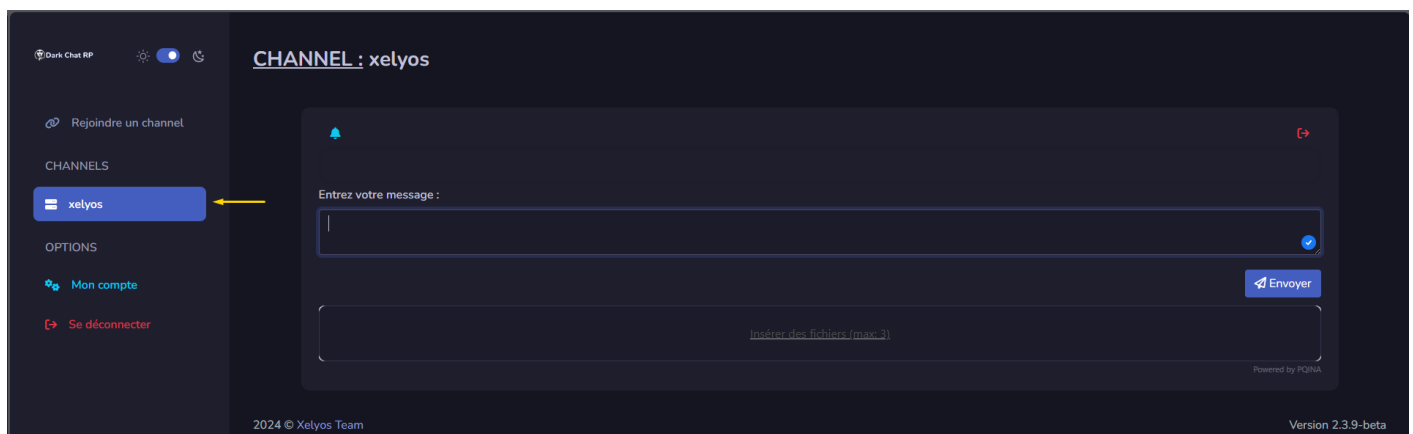 Dark Chat RP
Rejoindre un channel
CHANNELS
xelyos
OPTIONS
Mon compte
Se déconnecter
CHANNEL : xelyos
Entrez votre message :
Envoyer
Insérer des fichiers (max: 3)
Powered by PQINA
2024 © Xelyos Team
Version 2.3.9-beta